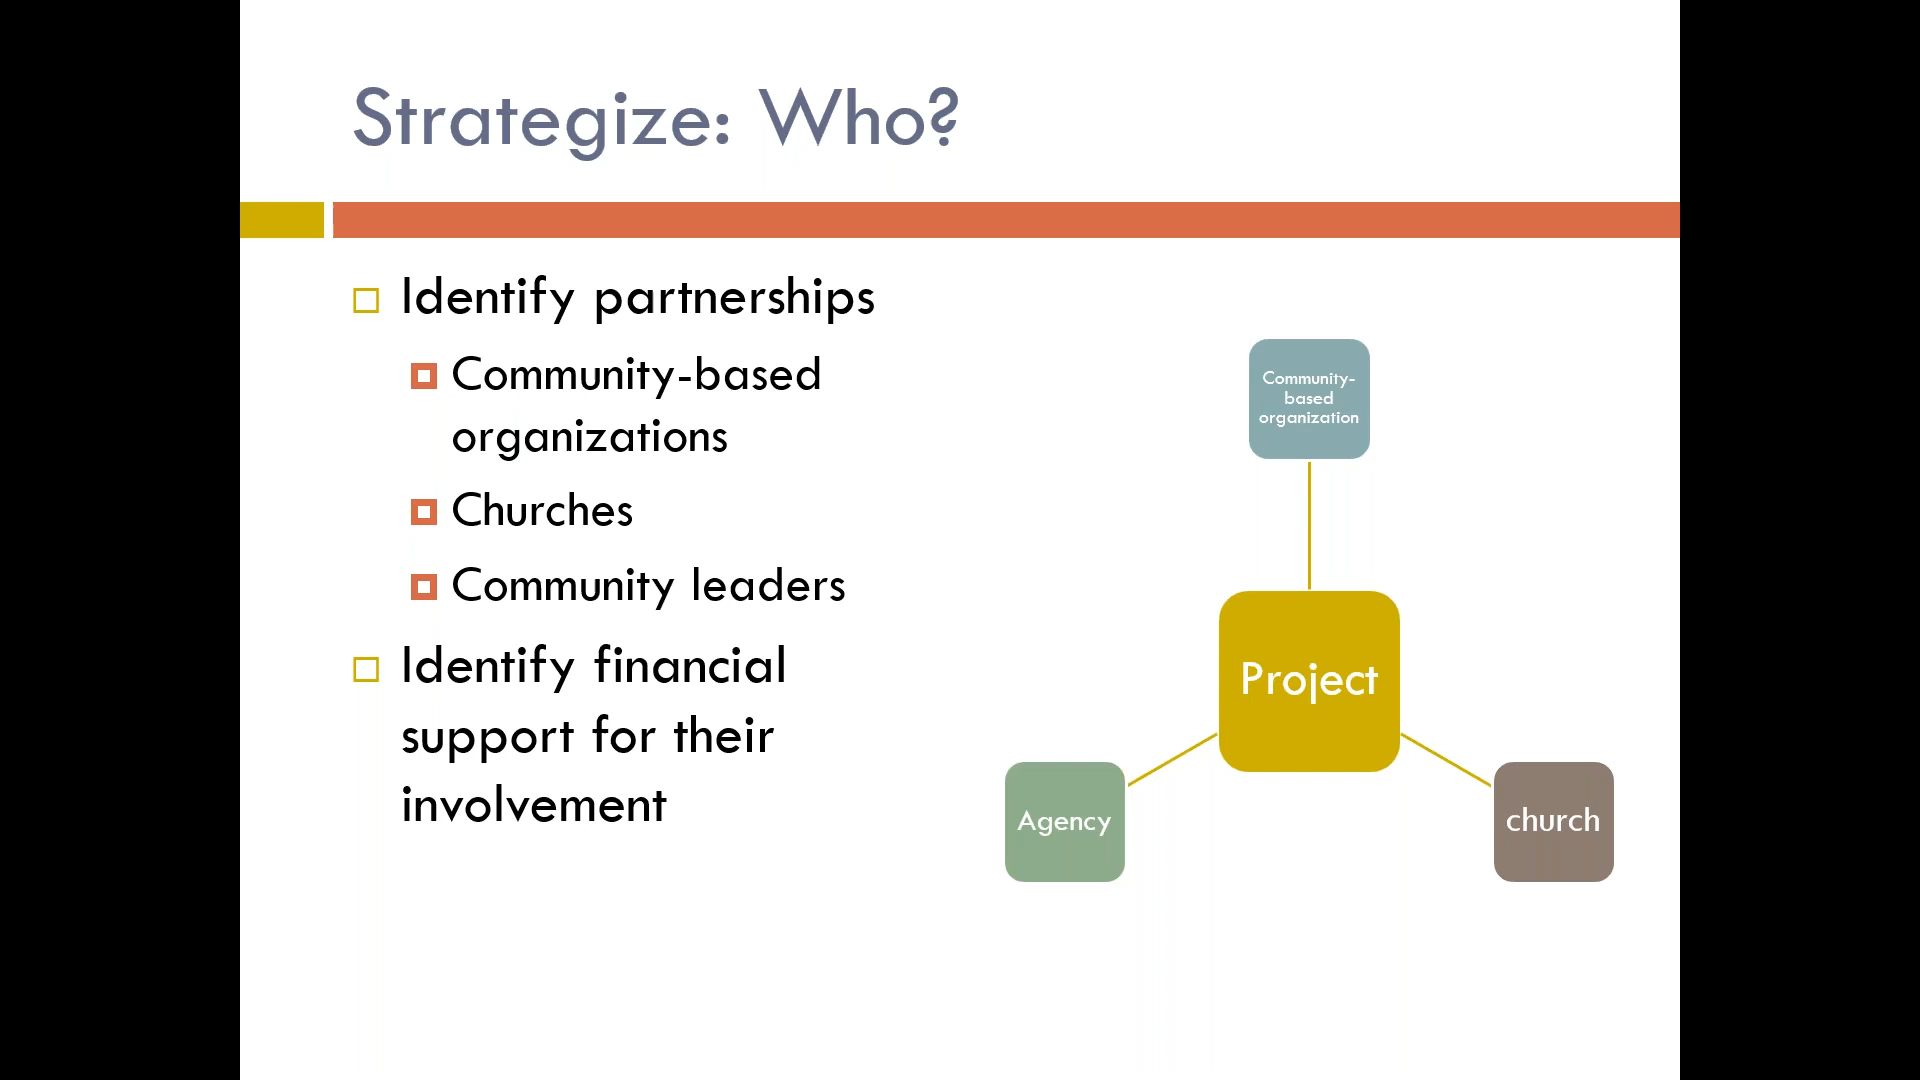 Strategize: Who?
Identify partnerships
Community-based
organizations
Churches
Community leaders
Identify financial
support for their
involvement
Community-
based
organization
Project
Agency
church